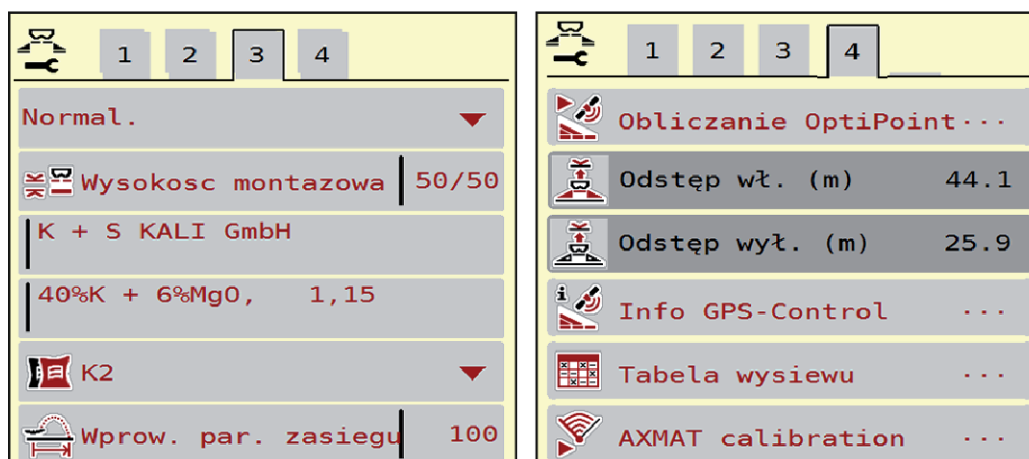 1 2 3 4
Normal.
Wysokosc montazowa 50/50
K + S KALI GmbH
40%K + 6%MgO, 1,15
K2
Wprow. par. zasiegu 100
1 2 3 4
Obliczanie OptiPoint...
Odstęp wł. (m) 44.1
Odstęp wył. (m) 25.9
i
Info GPS-Control ...
Tabela wysiewu ...
AXMAT calibration ...